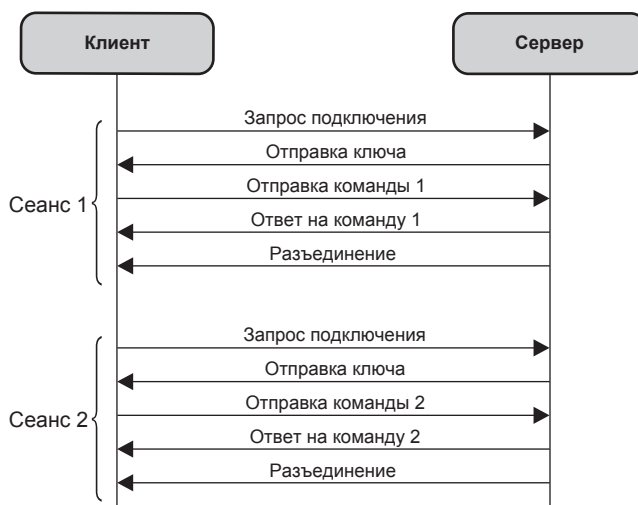 Клиент
Сервер
Запрос подключения
Отправка ключа
Отправка команды 1
Ответ на команду 1
Разъединение
Сеанс 1
Запрос подключения
Отправка ключа
Отправка команды 2
Ответ на команду 2
Разъединение
Сеанс 2